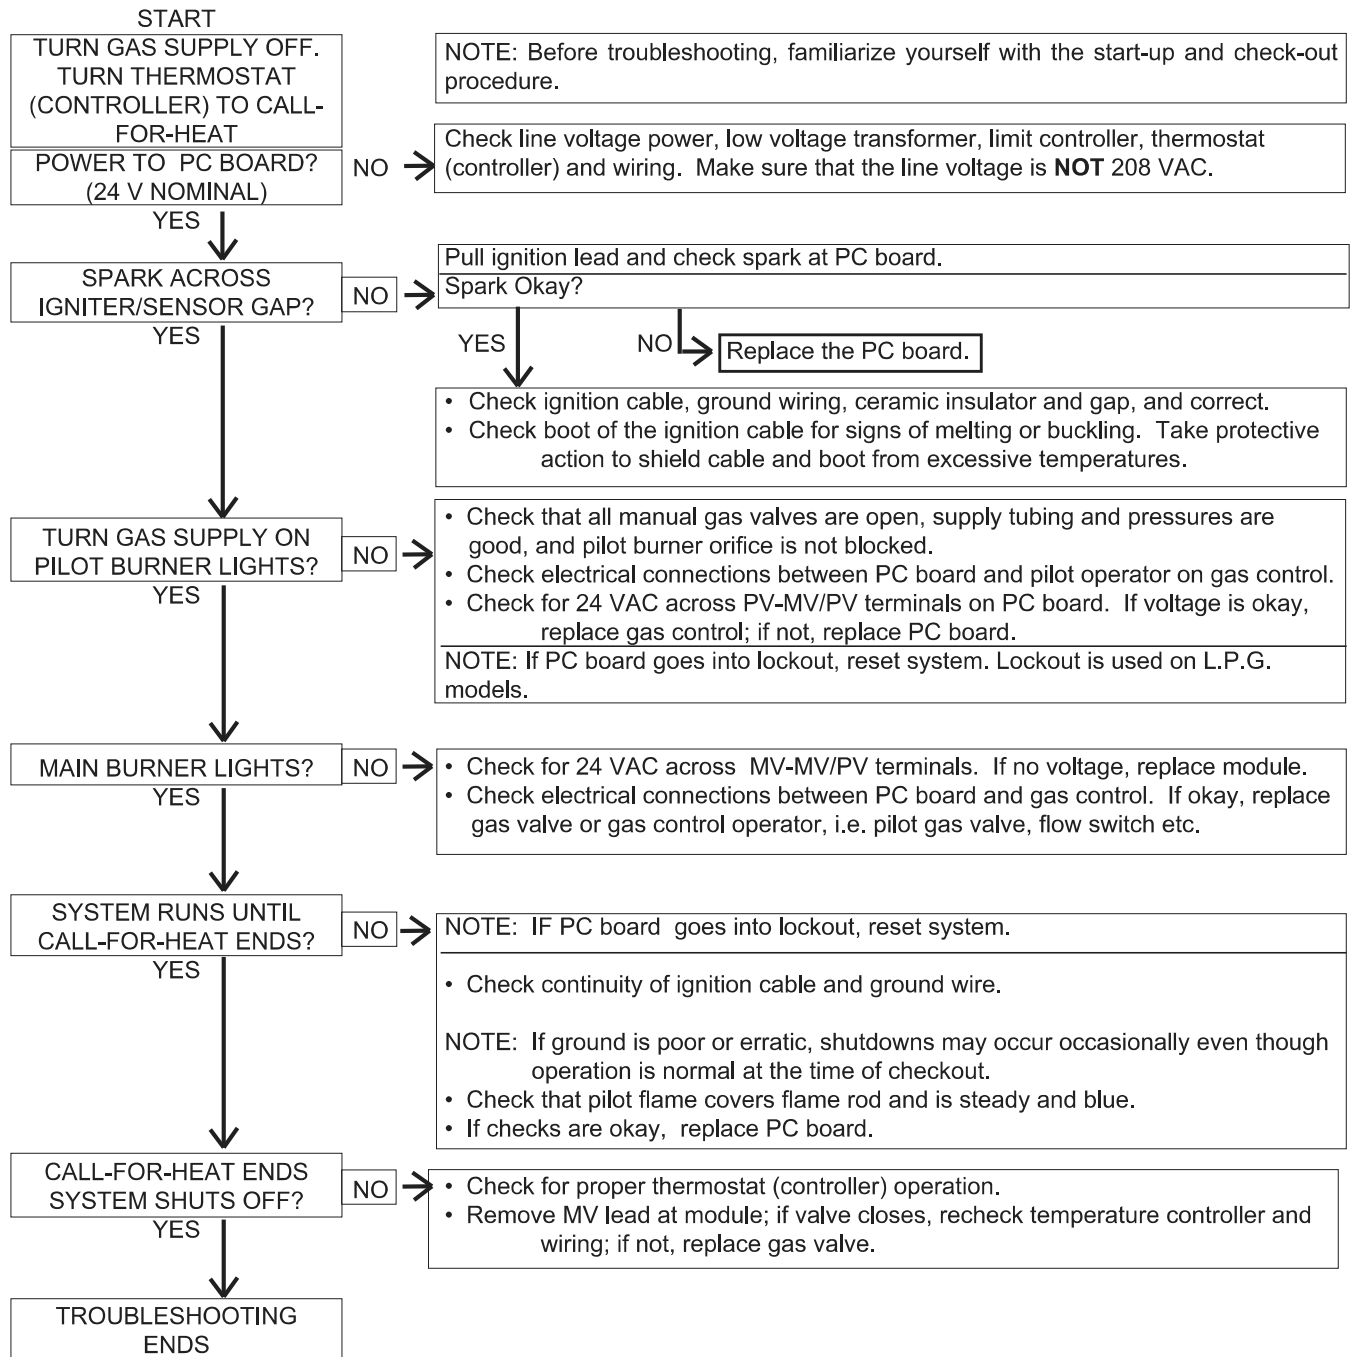 START
TURN GAS SUPPLY OFF.
TURN THERMOSTAT
(CONTROLLER) TO CALL-
FOR-HEAT
NOTE: Before troubleshooting, familiarize yourself with the start-up and check-out
procedure.
POWER TO PC BOARD?
(24 V NOMINAL)
NO
Check line voltage power, low voltage transformer, limit controller, thermostat
(controller) and wiring. Make sure that the line voltage is NOT 208 VAC.
YES
SPARK ACROSS
IGNITER/SENSOR GAP?
NO
Pull ignition lead and check spark at PC board.
Spark Okay?
YES
YES
NO
Replace the PC board.
• Check ignition cable, ground wiring, ceramic insulator and gap, and correct.
• Check boot of the ignition cable for signs of melting or buckling. Take protective
action to shield cable and boot from excessive temperatures.
TURN GAS SUPPLY ON
PILOT BURNER LIGHTS?
NO
• Check that all manual gas valves are open, supply tubing and pressures are
good, and pilot burner orifice is not blocked.
• Check electrical connections between PC board and pilot operator on gas control.
• Check for 24 VAC across PV-MV/PV terminals on PC board. If voltage is okay,
replace gas control; if not, replace PC board.
NOTE: If PC board goes into lockout, reset system. Lockout is used on L.P.G.
models.
YES
MAIN BURNER LIGHTS?
NO
• Check for 24 VAC across MV-MV/PV terminals. If no voltage, replace module.
• Check electrical connections between PC board and gas control. If okay, replace
gas valve or gas control operator, i.e. pilot gas valve, flow switch etc.
YES
SYSTEM RUNS UNTIL
CALL-FOR-HEAT ENDS?
NO
NOTE: IF PC board goes into lockout, reset system.
• Check continuity of ignition cable and ground wire.
NOTE: If ground is poor or erratic, shutdowns may occur occasionally even though
operation is normal at the time of checkout.
• Check that pilot flame covers flame rod and is steady and blue.
• If checks are okay, replace PC board.
YES
CALL-FOR-HEAT ENDS
SYSTEM SHUTS OFF?
NO
• Check for proper thermostat (controller) operation.
• Remove MV lead at module; if valve closes, recheck temperature controller and
wiring; if not, replace gas valve.
YES
TROUBLESHOOTING
ENDS